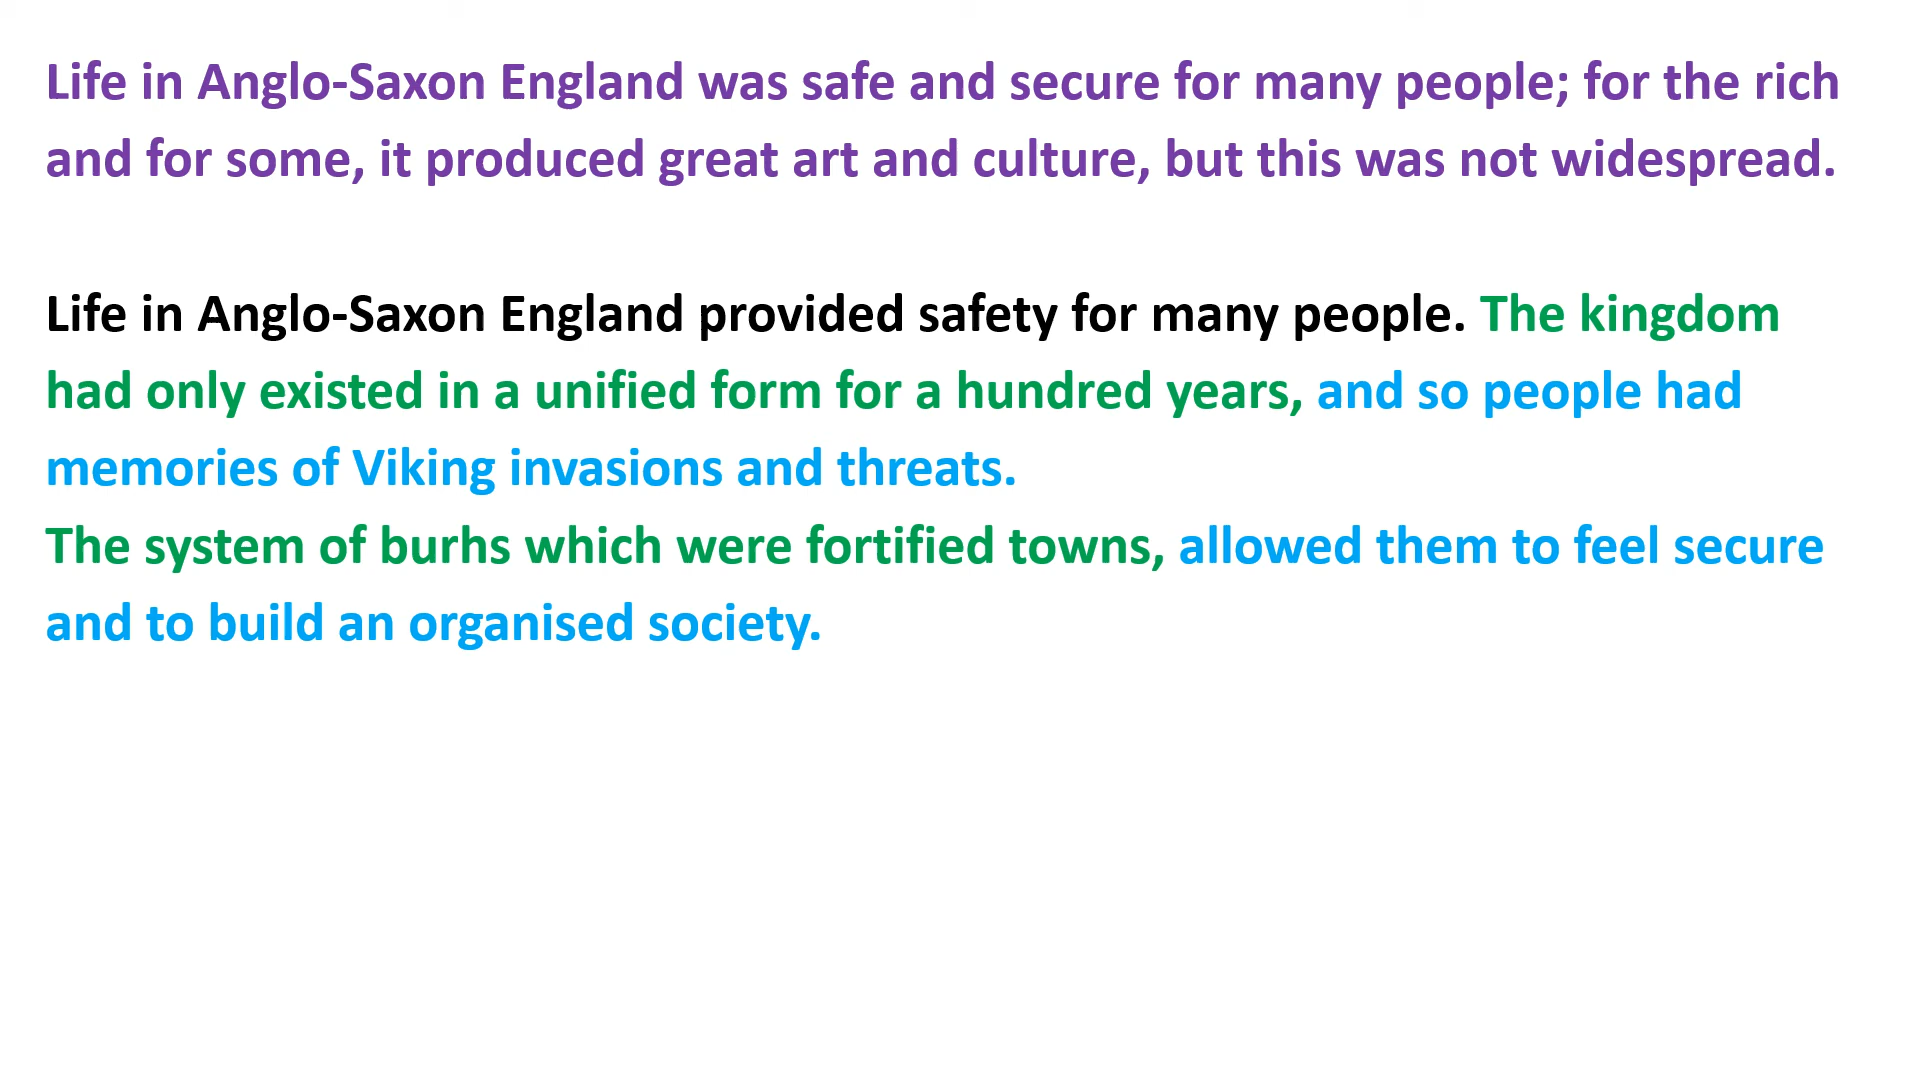 Life in Anglo-Saxon England was safe and secure for many people; for the rich
and for some, it produced great art and culture, but this was not widespread.
Life in Anglo-Saxon England provided safety for many people. The kingdom
had only existed in a unified form for a hundred years, and so people had
memories of Viking invasions and threats.
The system of burhs which were fortified towns, allowed them to feel secure
and to build an organised society.